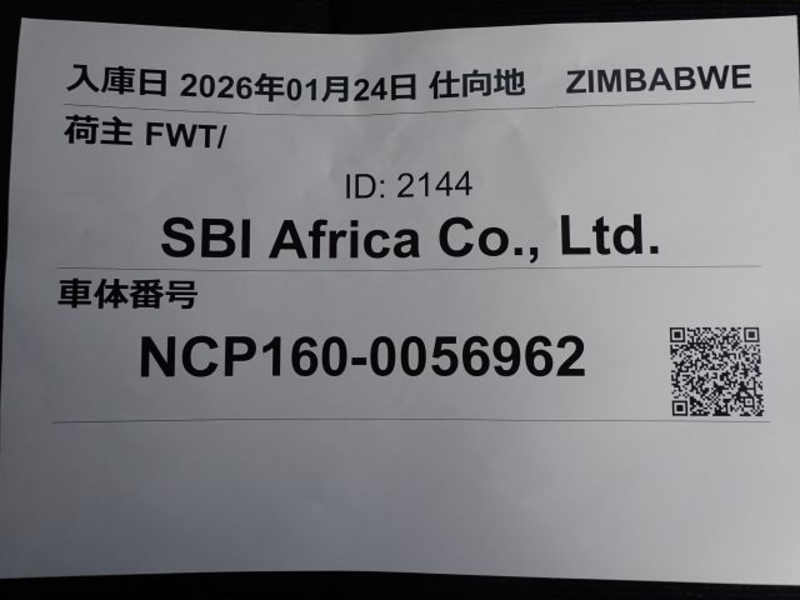 入庫日 2026年01月24日 仕向地 ZIMBABWE
荷主 FWT/
ID: 2144
SBI Africa Co., Ltd.
車体番号
NCP160-0056962